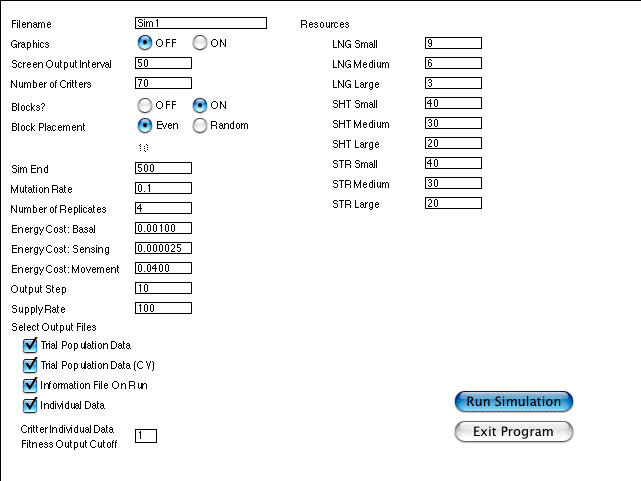 Filename Sim1
Graphics OFF ON
Screen Output Interval 50
Number of Critters 70
Blocks? OFF ON
Block Placement Even Random
10
Sim End 500
Mutation Rate 0.1
Number of Replicates 4
Energy Cost: Basal 0.00100
Energy Cost: Sensing 0.000025
Energy Cost: Movement 0.0400
Output Step 10
Supply Rate 100
Select Output Files
Trial Population Data
Trial Population Data (CV)
Information File On Run
Individual Data
Critter Individual Data
Fitness Output Cutoff 1
Resources
LNG Small 9
LNG Medium 6
LNG Large 3
SHT Small 40
SHT Medium 30
SHT Large 20
STR Small 40
STR Medium 30
STR Large 20
Run Simulation
Exit Program